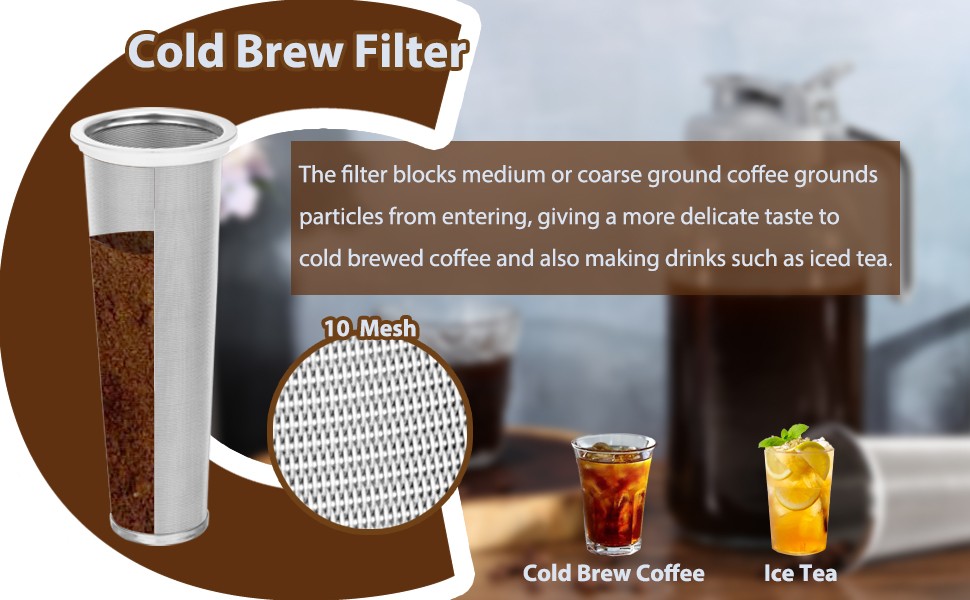 Cold Brew Filter
The filter blocks medium or coarse ground coffee grounds
particles from entering, giving a more delicate taste to
cold brewed coffee and also making drinks such as iced tea.
10 Mesh
Cold Brew Coffee
Ice Tea